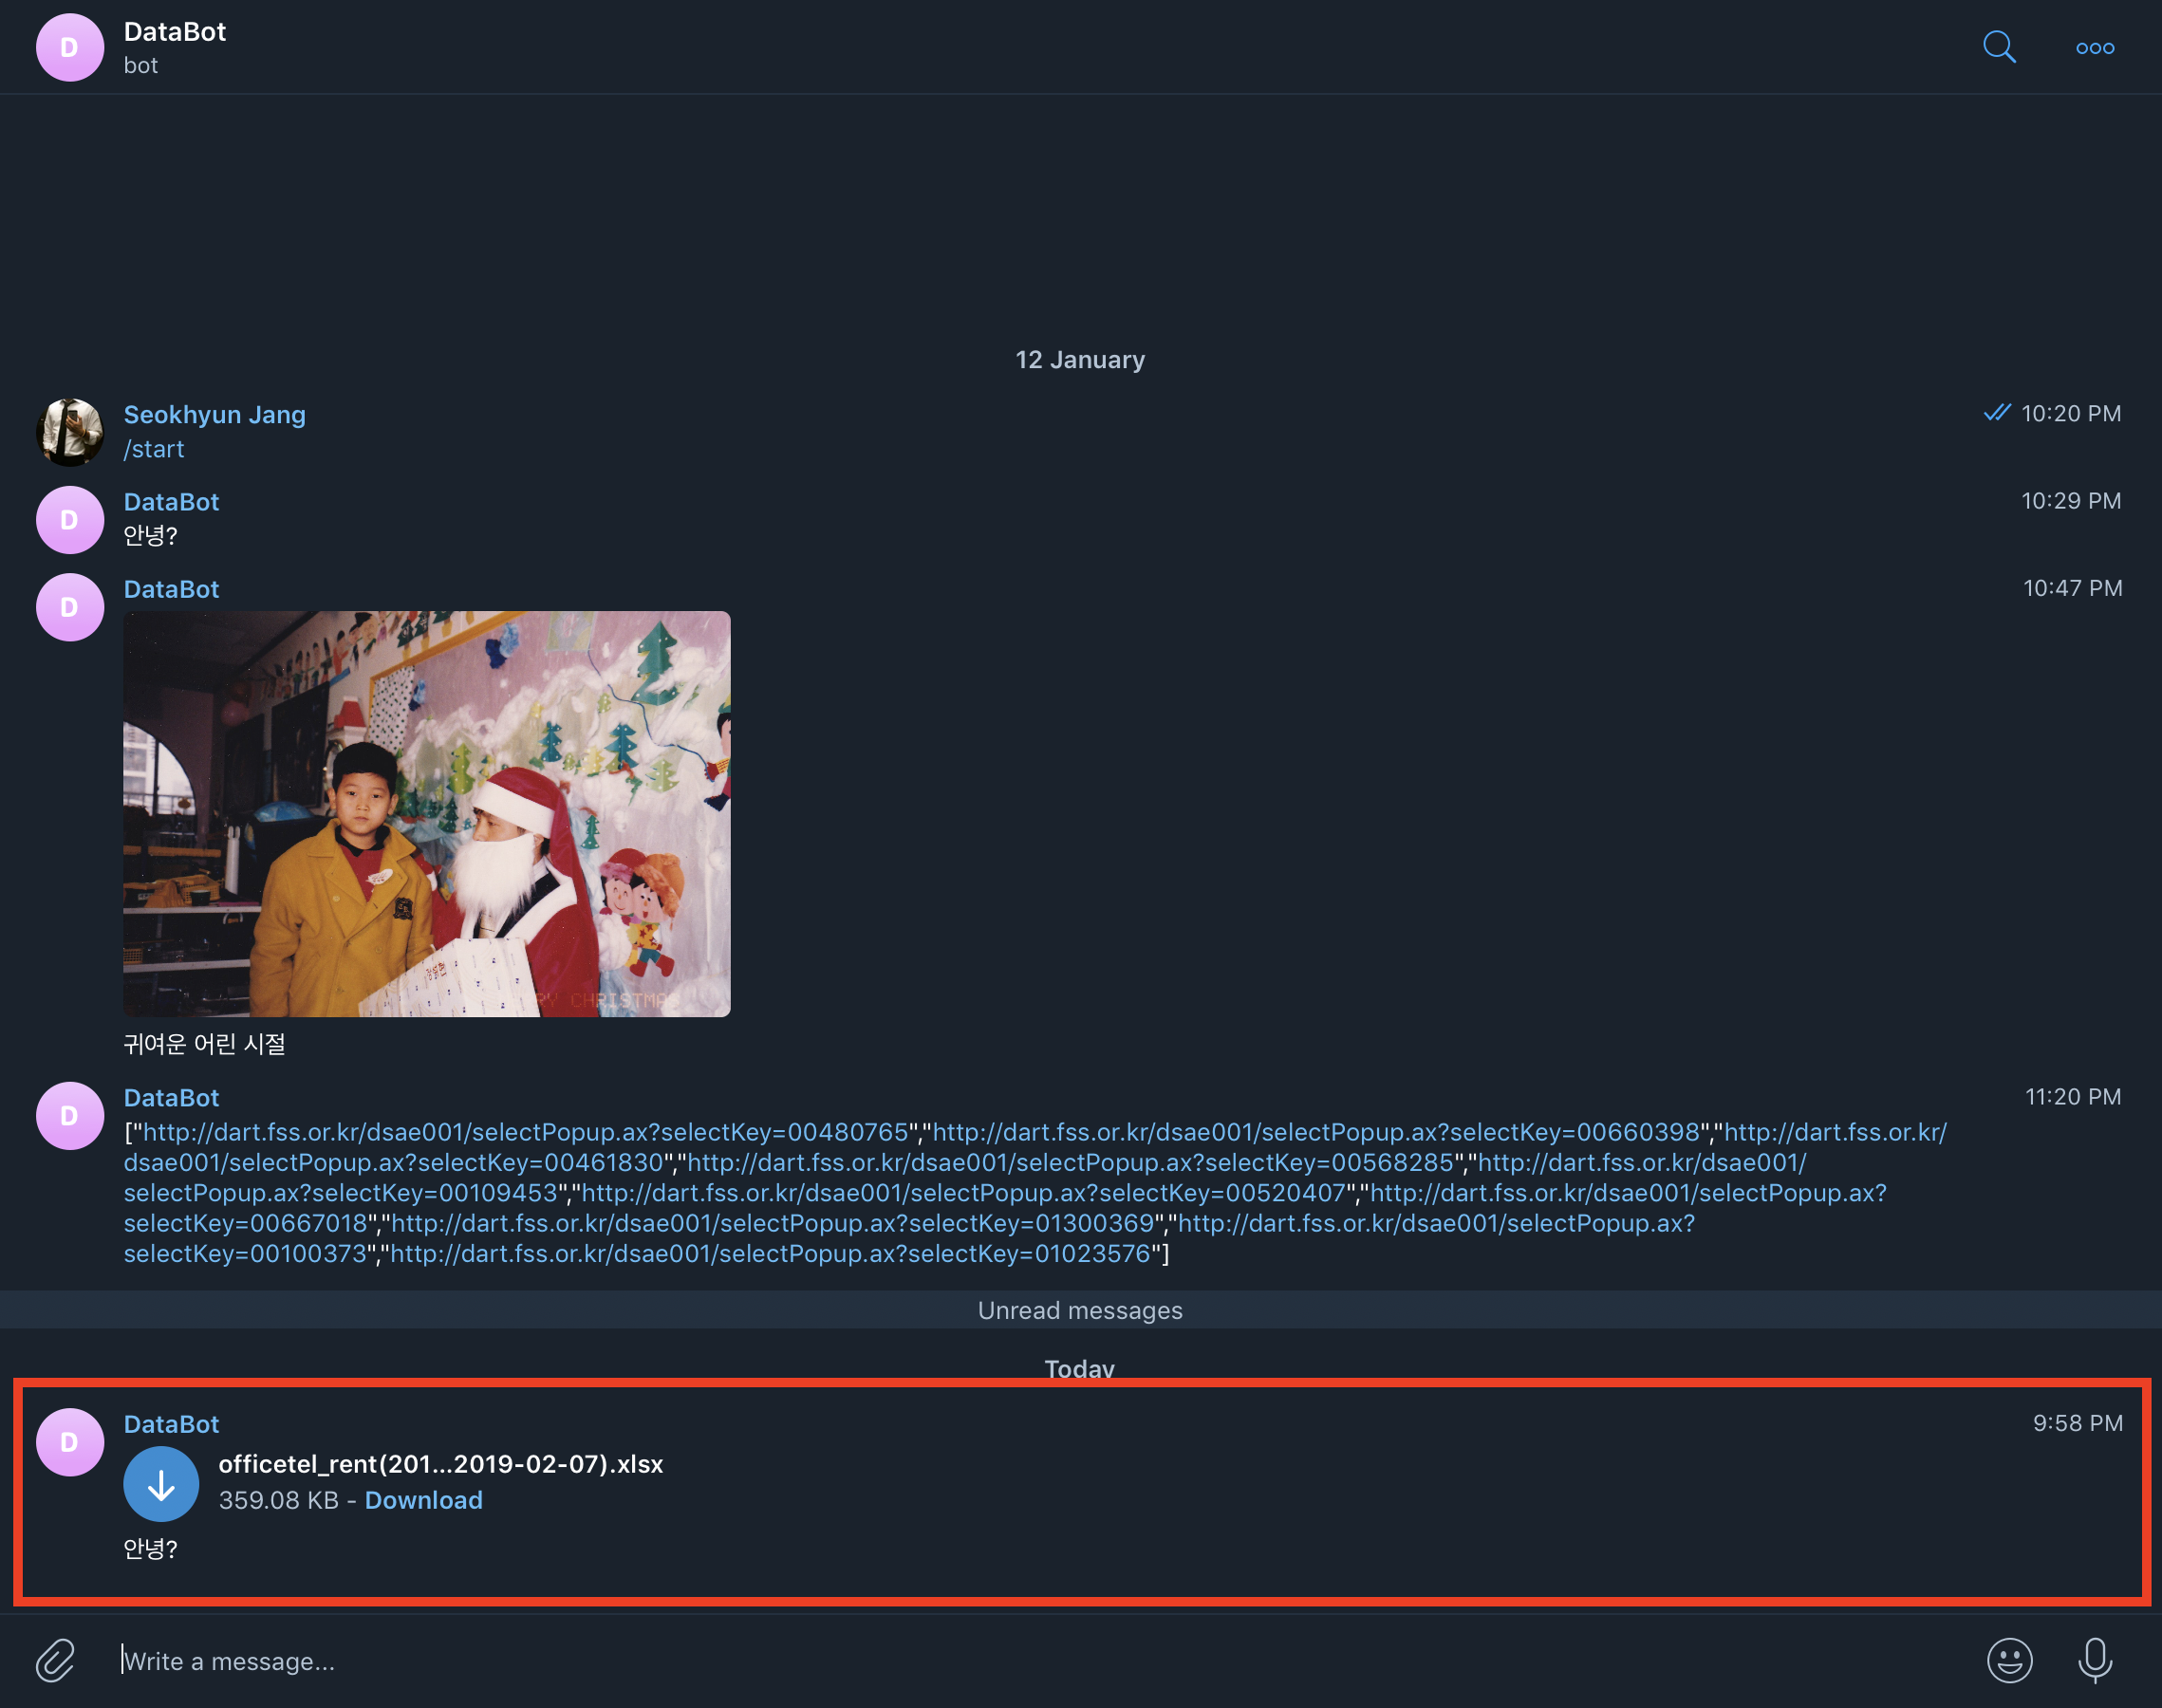 D
DataBot
bot
12 January
Seokhyun Jang
10:20 PM
/start
D
DataBot
10:29 PM
안녕?
D
DataBot
10:47 PM
RY CHRISTMAS
귀여운 어린 시절
D
DataBot
11:20 PM
["http://dart.fss.or.kr/dsae001/selectPopup.ax?selectKey=00480765","http://dart.fss.or.kr/dsae001/selectPopup.ax?selectKey=00660398","http://dart.fss.or.kr/
dsae001/selectPopup.ax?selectKey=00461830","http://dart.fss.or.kr/dsae001/selectPopup.ax?selectKey=00568285","http://dart.fss.or.kr/dsae001/
selectPopup.ax?selectKey=00109453","http://dart.fss.or.kr/dsae001/selectPopup.ax?selectKey=00520407","http://dart.fss.or.kr/dsae001/selectPopup.ax?
selectKey=00667018","http://dart.fss.or.kr/dsae001/selectPopup.ax?selectKey=01300369","http://dart.fss.or.kr/dsae001/selectPopup.ax?
selectKey=00100373","http://dart.fss.or.kr/dsae001/selectPopup.ax?selectKey=01023576"]
Unread messages
Today
D
DataBot
9:58 PM
officetel_rent(201...2019-02-07).xlsx
359.08 KB - Download
안녕?
Write a message...